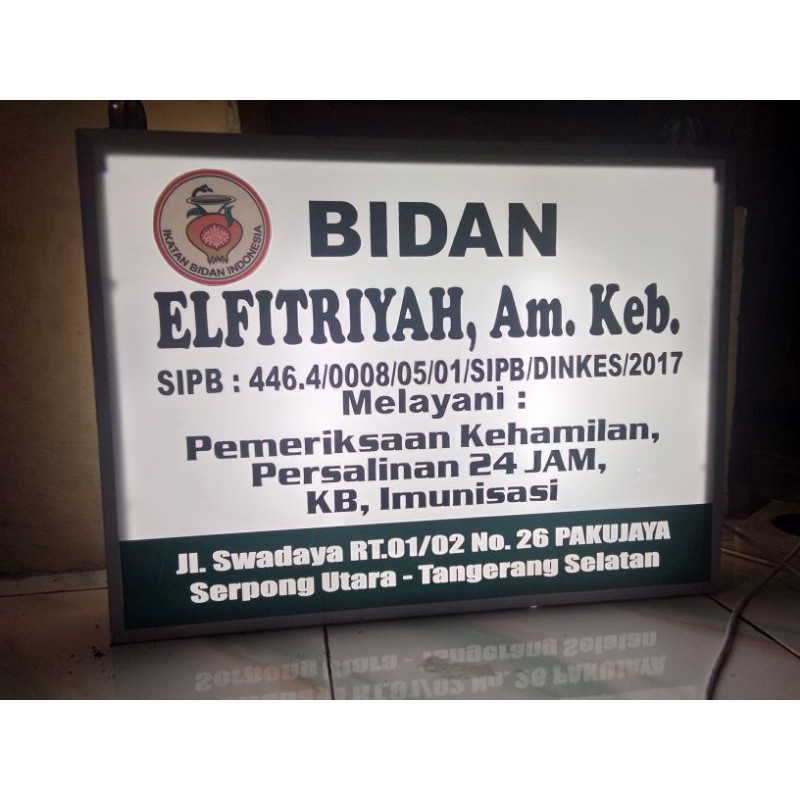 IKATAN BIDAN INDONESIA
BIDAN
ELFITRIYAH, Am. Keb.
SIPB : 446.4/0008/05/01/SIPB/DINKES/2017
Melayani :
Pemeriksaan Kehamilan,
Persalinan 24 JAM,
KB, Imunisasi
Jl. Swadaya RT.01/02 No. 26 PAKUJAYA
Serpong Utara - Tangerang Selatan